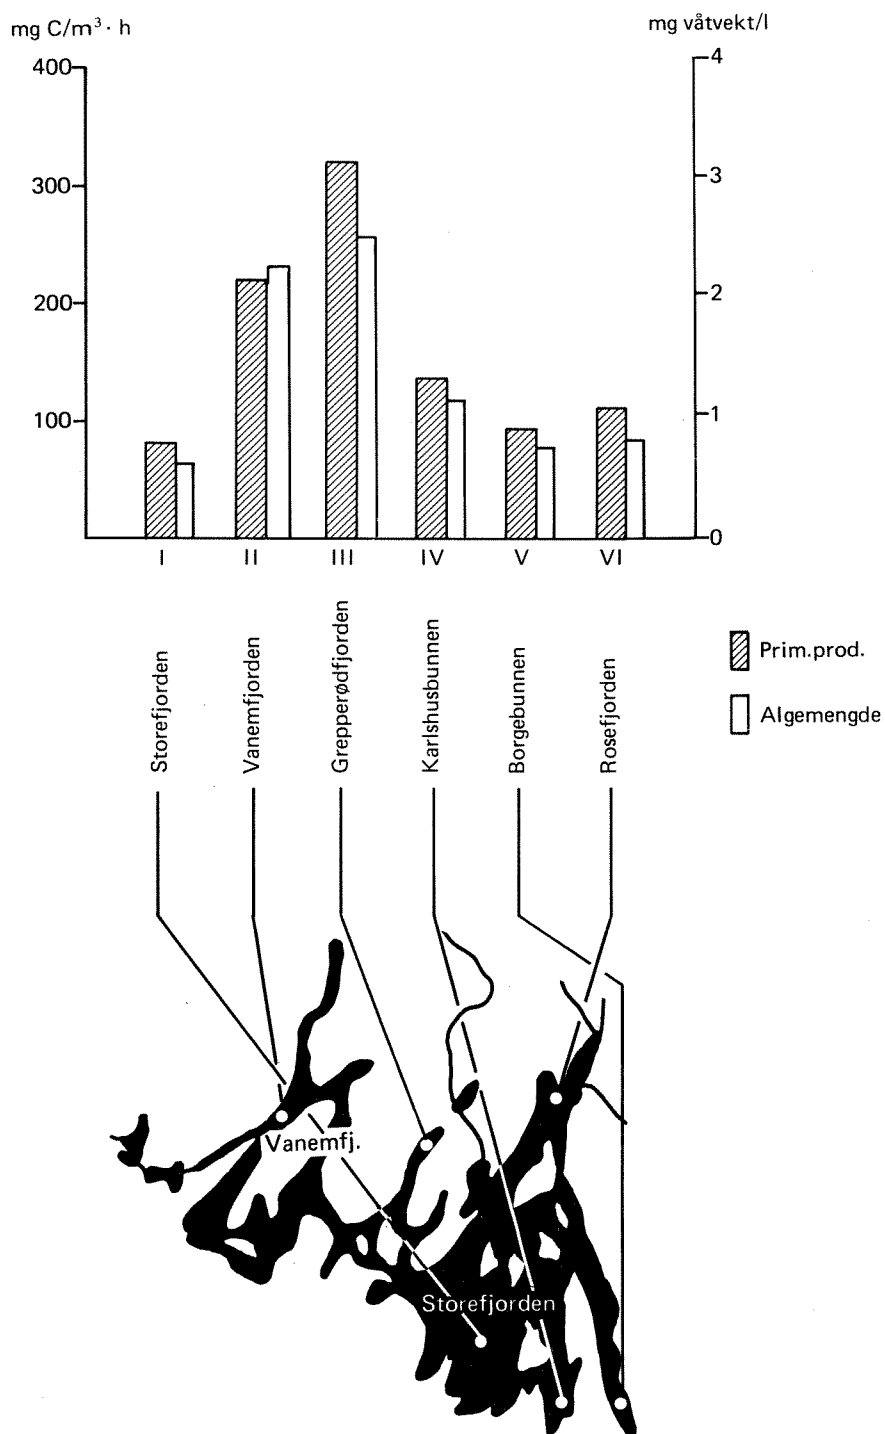 mg C/m³ · h
mg våtvekt/l
400
300
200
100
4
3
2
1
0
I II III IV V VI
Storefjorden
Vanemfjorden
Grepperødfjorden
Karlshusbunnen
Borgebunnen
Rosefjorden
Prim.prod.
Algemengde
Vanemfj.
Storefjorden